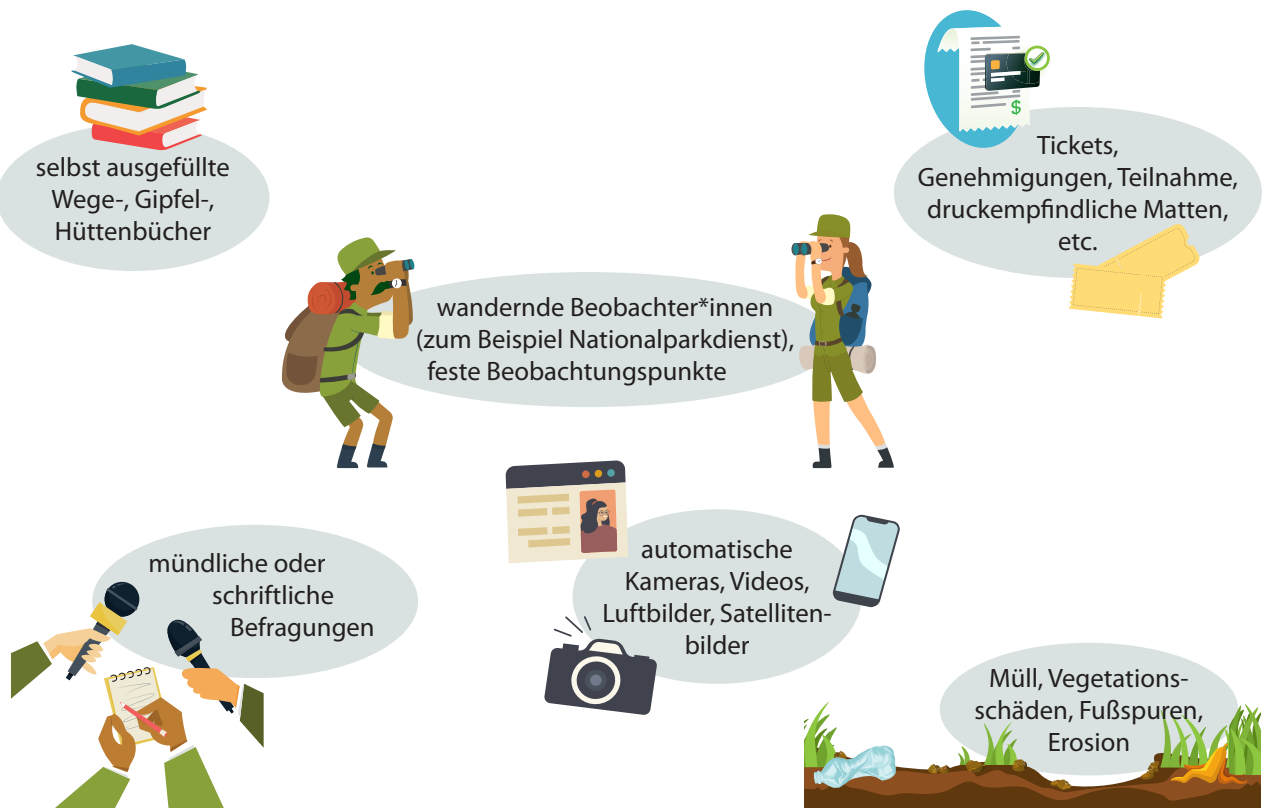 selbst ausgefüllte
Wege-, Gipfel-,
Hüttenbücher
Tickets,
Genehmigungen, Teilnahme,
druckempfindliche Matten,
etc.
$
wandernde Beobachter*innen
(zum Beispiel Nationalparkdienst),
feste Beobachtungspunkte
mündliche oder
schriftliche
Befragungen
automatische
Kameras, Videos,
Luftbilder, Satelliten-
bilder
Müll, Vegetations-
schäden, Fußspuren,
Erosion